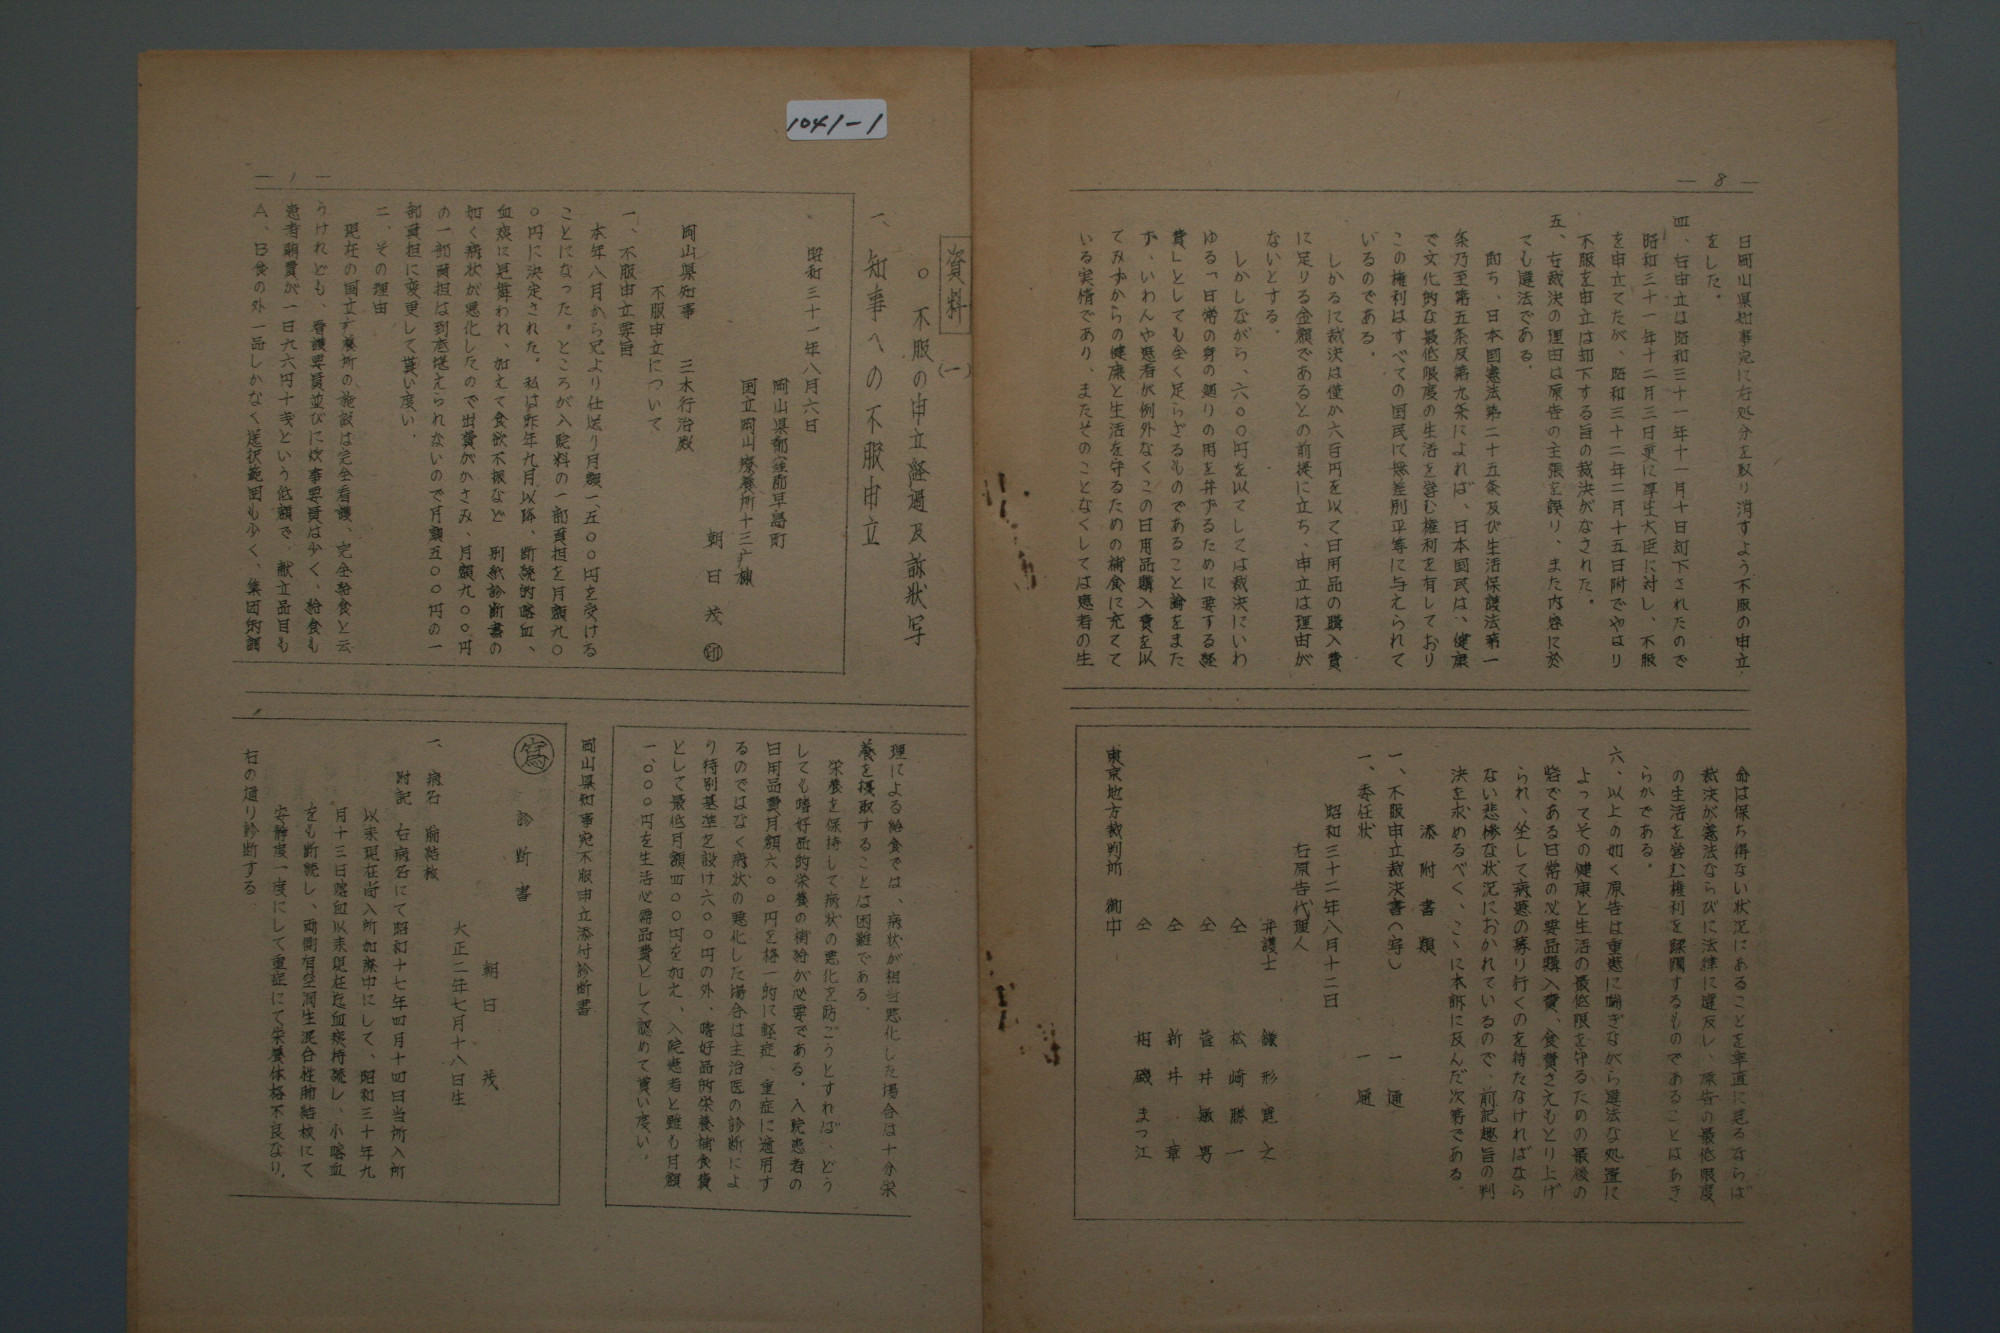 1041-1
— 8 —
日岡山県知事宛に右処分を取り消すよう不服の申立
をした。
四、右申立は昭和三十一年十一月十日却下されたので
昭和三十一年十二月三日更に厚生大臣に対し、不服
を申立てたが、昭和三十二年二月十五日附でやはり
不服を申立は却下する旨の裁決がなされた。
五、右裁決の理由は原告の主張を誤り、また内容に於
ても違法である。
即ち、日本国憲法第二十五条及び生活保護法第一
条乃至第五条及第九条によれば、日本国民は、健康
で文化的な最低限度の生活を営む権利を有しており
この権利はすべての国民に無差別平等に与えられて
いるのである。
しかるに裁決は僅か六百円を以て日用品の購入費
に足りる金額であるとの前提に立ち、申立は理由が
ないとする。
しかしながら、六〇〇円を以てしては裁決にいわ
ゆる「日常の身の廻りの用を弁ずるために要する経
費」としても全く足らざるものであること論をまた
ず、いわんや患者が例外なくこの日用品購入費を以
てみずからの健康と生活を守るための補食に充てて
いる実情であり、またそのことなくしては患者の生
命は保ち得ない状況にあることを率直に見るならば
裁決が憲法ならびに法律に違反し、原告の最低限度
の生活を営む権利を蹂躙するものであることはあき
らかである。
六、以上の如く原告は重患に喘ぎながら違法な処置に
よってその健康と生活の最低限を守るための最後の
砦である日常の必要品購入費、食費さえもとり上げ
られ、坐して病患の募り行くのを待たなければなら
ない悲惨な状況におかれているので、前記趣旨の判
決を求めるべく、こゝに本訴に及んだ次第である。
添附書類
一、不服申立裁決書(写し) 一通
一、委任状 一通
昭和三十二年八月十二日
右原告代理人
弁護士 鎌形寛之
仝 松崎勝一
仝 菅井敏男
仝 新井章
仝 相磯まつ江
東京地方裁判所 御中
— 1 —
資料(一)
○不服の申立経過及訴状写
一、知事への不服申立
昭和三十一年八月六日
岡山県都窪郡早島町
国立岡山療養所十三病棟
朝日茂 ㊞
岡山県知事 三木行治殿
不服申立について
一、不服申立要旨
本年八月から兄より仕送り月額一、五〇〇円を受ける
ことになった。ところが入院料の一部負担を月額九〇
〇円に決定された。私は昨年九月以降、断続的喀血、
血痰に見舞われ、加えて食欲不振など 別紙診断書の
如く病状が悪化したので出費がかさみ、月額九〇〇円
の一部負担は到底堪えられないので月額五〇〇円の一
部負担に変更して貰い度い。
二、その理由
現在の国立療養所の施設は完全看護、完全給食と云
うけれども、看護要員並びに炊事要員は少く、給食も
患者朝費が一日九六円十銭という低額で、献立品目も
A、B食の外一品しかなく選択範囲も少く、集団的調
理による給食では、病状が相当悪化した場合は十分栄
養を摂取することは困難である。
栄養を保持して病状の悪化を防ごうとすれば、どう
しても嗜好品的栄養の補給が必要である。入院患者の
日用品費月額六〇〇円を格一的に軽症、重症に適用す
るのではなく病状の悪化した場合は主治医の診断によ
り特別基準を設け六〇〇円の外、嗜好品的栄養補食費
として最低月額四〇〇円を加え、入院患者と雖も月額
一、〇〇〇円を生活必需品費として認めて貰い度い。
岡山県知事宛不服申立添付診断書
㊢ 診断書
朝日茂
大正二年七月十八日生
一、病名 肺結核
附記 右病名にて昭和十七年四月十四日当所入所
以来現在尚入所加療中にして、昭和三十年九
月十三日喀血以来現在迄血痰持続し、小喀血
をも断続し、両側有空洞性混合性肺結核にて
安静度一度にして重症にて栄養体格不良なり、
右の通り診断する